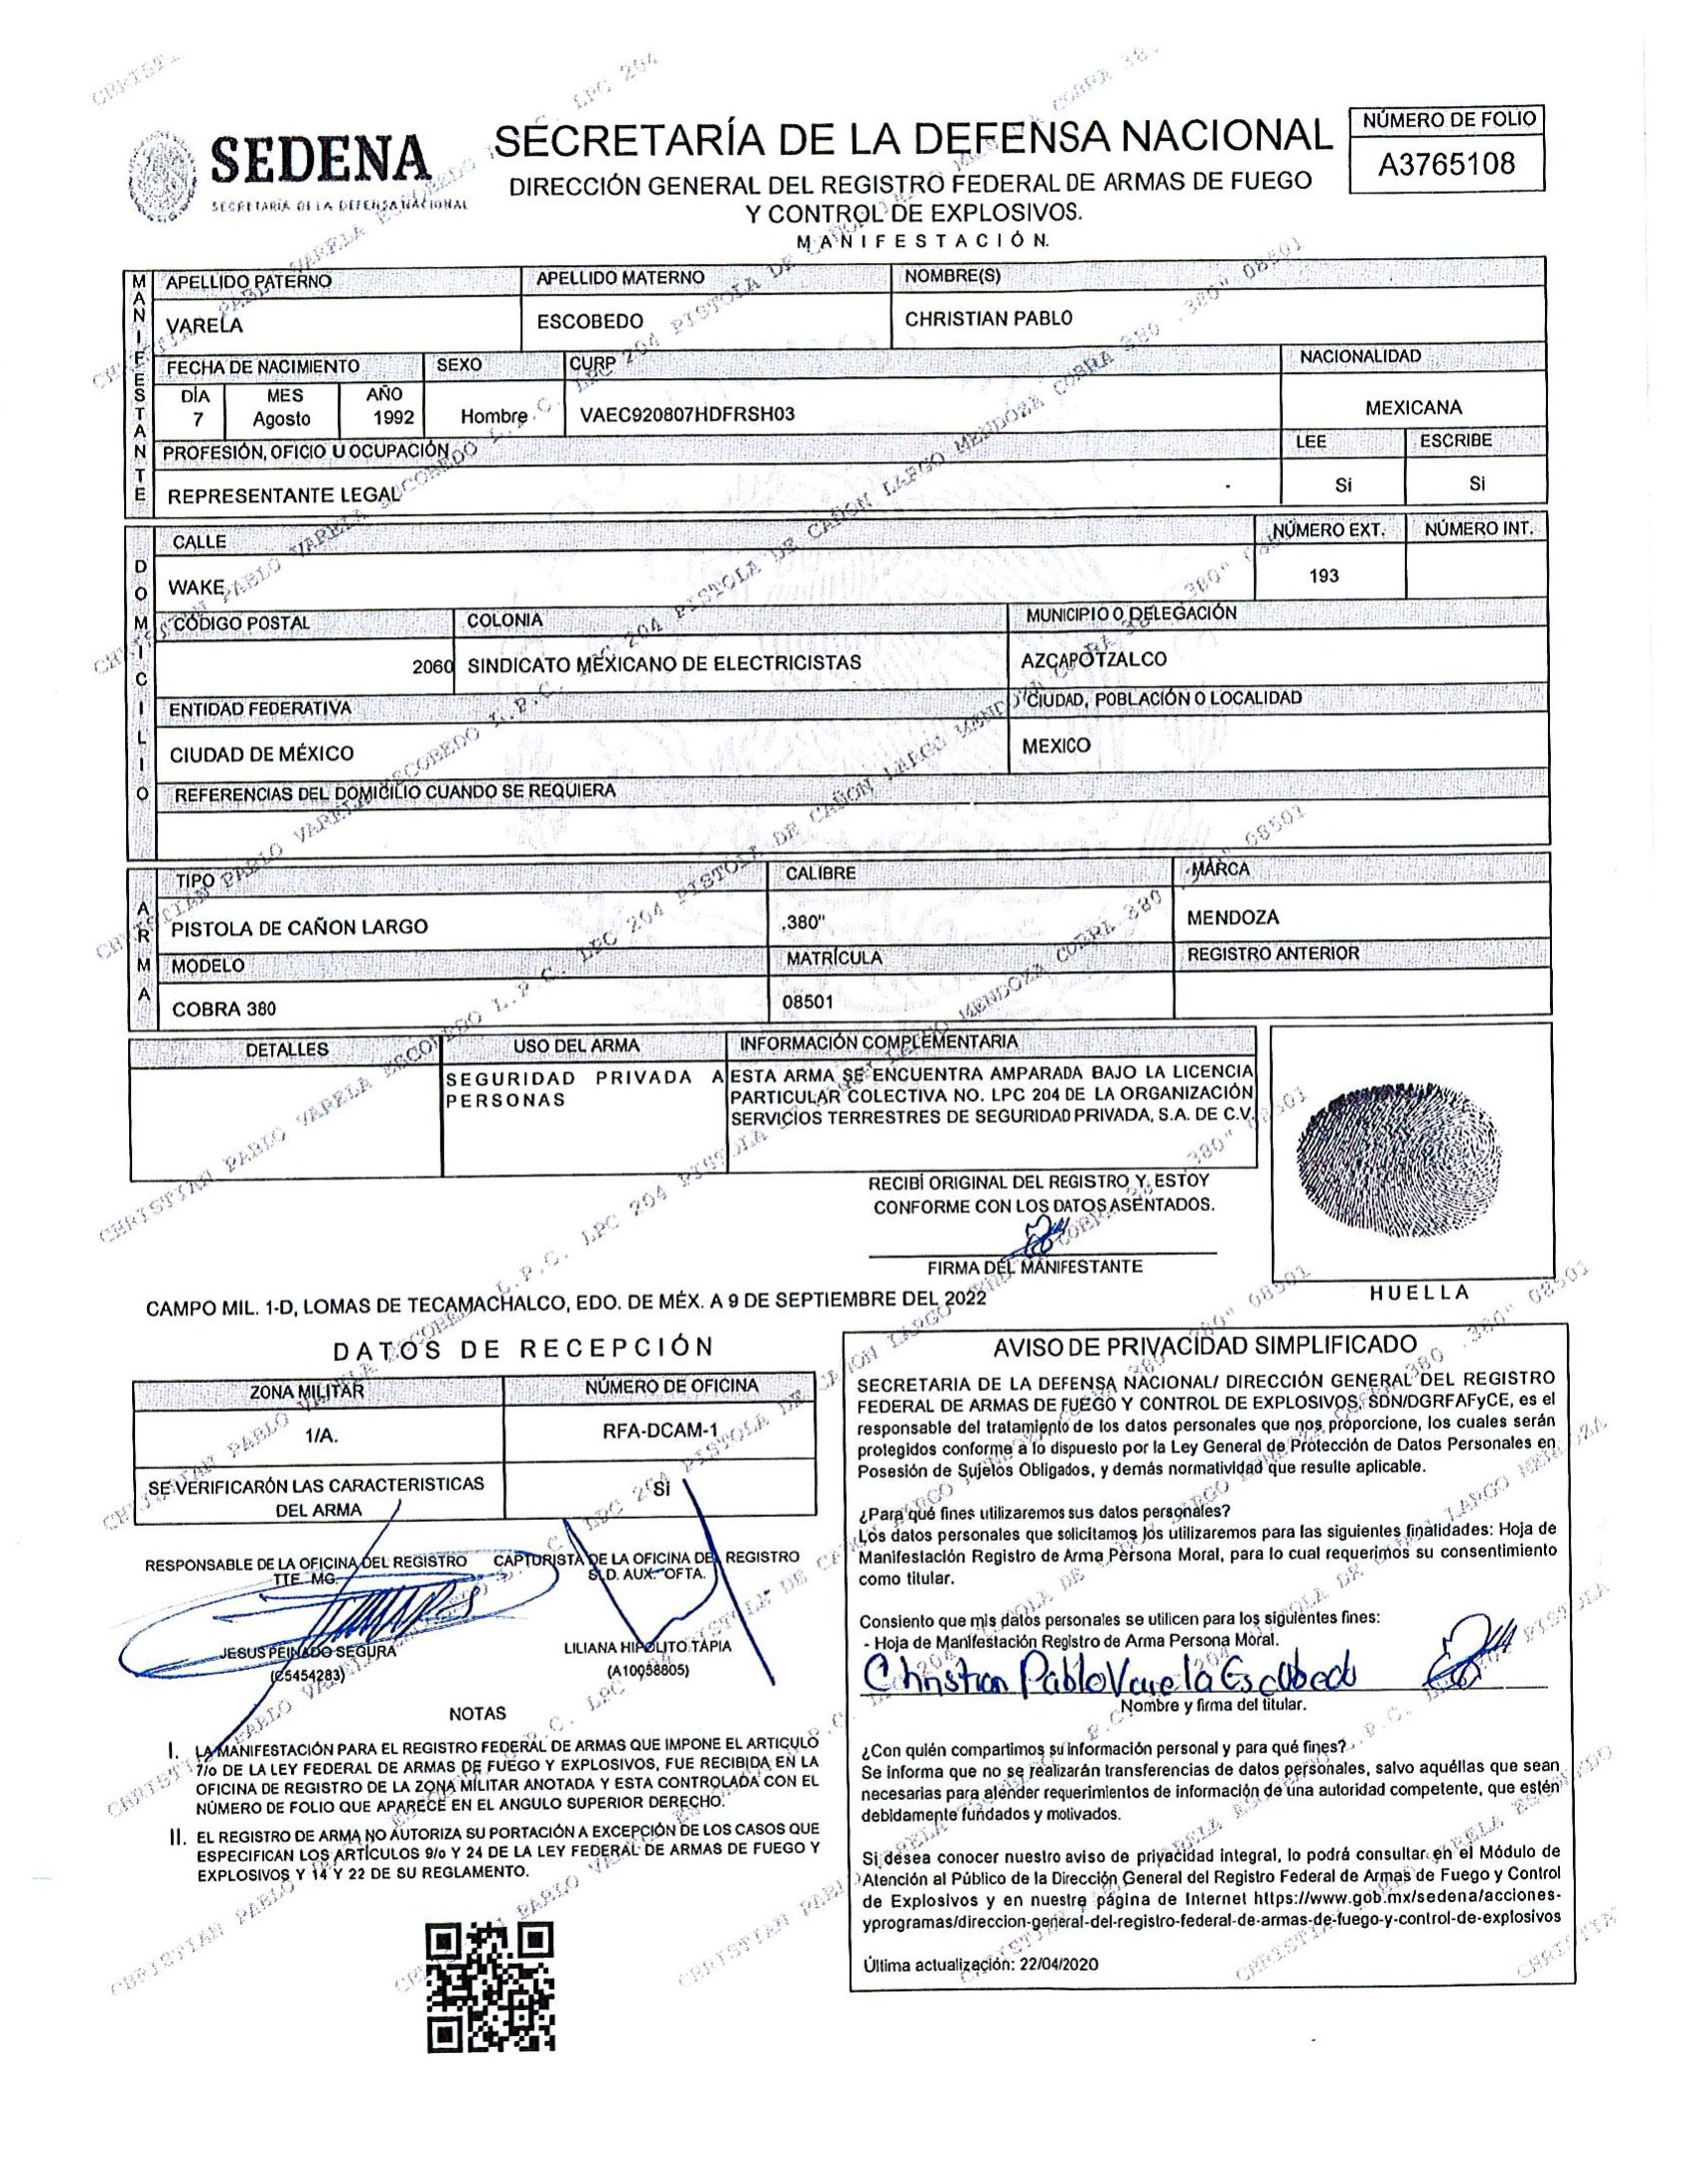 SEDENA
SECRETARÍA DE LA DEFENSA NACIONAL
SECRETARÍA DE LA DEFENSA NACIONAL
DIRECCIÓN GENERAL DEL REGISTRO FEDERAL DE ARMAS DE FUEGO
Y CONTROL DE EXPLOSIVOS.
MANIFESTACIÓN.
NÚMERO DE FOLIO
A3765108
MANIFESTANTE
APELLIDO PATERNO APELLIDO MATERNO NOMBRE(S)
VARELA ESCOBEDO CHRISTIAN PABLO
FECHA DE NACIMIENTO SEXO CURP NACIONALIDAD
DÍA MES AÑO
7 Agosto 1992 Hombre VAEC920807HDFRSH03 MEXICANA
PROFESIÓN, OFICIO U OCUPACIÓN LEE ESCRIBE
REPRESENTANTE LEGAL Si Si
DOMICILIO
CALLE NÚMERO EXT. NÚMERO INT.
WAKE 193
CÓDIGO POSTAL COLONIA MUNICIPIO O DELEGACIÓN
2060 SINDICATO MEXICANO DE ELECTRICISTAS AZCAPOTZALCO
ENTIDAD FEDERATIVA CIUDAD, POBLACIÓN O LOCALIDAD
CIUDAD DE MÉXICO MEXICO
REFERENCIAS DEL DOMICILIO CUANDO SE REQUIERA
ARMA
TIPO CALIBRE MARCA
PISTOLA DE CAÑON LARGO .380" MENDOZA
MODELO MATRÍCULA REGISTRO ANTERIOR
COBRA 380 08501
DETALLES USO DEL ARMA INFORMACIÓN COMPLEMENTARIA
SEGURIDAD PRIVADA A PERSONAS
ESTA ARMA SE ENCUENTRA AMPARADA BAJO LA LICENCIA
PARTICULAR COLECTIVA NO. LPC 204 DE LA ORGANIZACIÓN
SERVICIOS TERRESTRES DE SEGURIDAD PRIVADA, S.A. DE C.V.
RECIBÍ ORIGINAL DEL REGISTRO Y ESTOY
CONFORME CON LOS DATOS ASENTADOS.
FIRMA DEL MANIFESTANTE
HUELLA
CAMPO MIL. 1-D, LOMAS DE TECAMACHALCO, EDO. DE MÉX. A 9 DE SEPTIEMBRE DEL 2022
DATOS DE RECEPCIÓN
ZONA MILITAR NÚMERO DE OFICINA
1/A. RFA-DCAM-1
SE VERIFICARÓN LAS CARACTERISTICAS
DEL ARMA
Si
RESPONSABLE DE LA OFICINA DEL REGISTRO
TTE. MG.
JESUS PEINADO SEGURA
(C5454283)
CAPTURISTA DE LA OFICINA DEL REGISTRO
SLD. AUX. OFTA.
LILIANA HIPOLITO TAPIA
(A10058805)
NOTAS
I. LA MANIFESTACIÓN PARA EL REGISTRO FEDERAL DE ARMAS QUE IMPONE EL ARTICULO
7/o DE LA LEY FEDERAL DE ARMAS DE FUEGO Y EXPLOSIVOS, FUE RECIBIDA EN LA
OFICINA DE REGISTRO DE LA ZONA MILITAR ANOTADA Y ESTA CONTROLADA CON EL
NÚMERO DE FOLIO QUE APARECE EN EL ANGULO SUPERIOR DERECHO.
II. EL REGISTRO DE ARMA NO AUTORIZA SU PORTACIÓN A EXCEPCIÓN DE LOS CASOS QUE
ESPECIFICAN LOS ARTÍCULOS 9/o Y 24 DE LA LEY FEDERAL DE ARMAS DE FUEGO Y
EXPLOSIVOS Y 14 Y 22 DE SU REGLAMENTO.
AVISO DE PRIVACIDAD SIMPLIFICADO
SECRETARIA DE LA DEFENSA NACIONAL/ DIRECCIÓN GENERAL DEL REGISTRO
FEDERAL DE ARMAS DE FUEGO Y CONTROL DE EXPLOSIVOS, SDN/DGRFAFyCE, es el
responsable del tratamiento de los datos personales que nos proporcione, los cuales serán
protegidos conforme a lo dispuesto por la Ley General de Protección de Datos Personales en
Posesión de Sujetos Obligados, y demás normatividad que resulte aplicable.
¿Para qué fines utilizaremos sus datos personales?
Los datos personales que solicitamos los utilizaremos para las siguientes finalidades: Hoja de
Manifestación Registro de Arma Persona Moral, para lo cual requerimos su consentimiento
como titular.
Consiento que mis datos personales se utilicen para los siguientes fines:
- Hoja de Manifestación Registro de Arma Persona Moral.
Christian Pablo Varela Escobedo
Nombre y firma del titular.
¿Con quién compartimos su información personal y para qué fines?
Se informa que no se realizarán transferencias de datos personales, salvo aquéllas que sean
necesarias para atender requerimientos de información de una autoridad competente, que estén
debidamente fundados y motivados.
Si desea conocer nuestro aviso de privacidad integral, lo podrá consultar en el Módulo de
Atención al Público de la Dirección General del Registro Federal de Armas de Fuego y Control
de Explosivos y en nuestra página de Internet https://www.gob.mx/sedena/acciones-
yprogramas/direccion-general-del-registro-federal-de-armas-de-fuego-y-control-de-explosivos
Última actualización: 22/04/2020